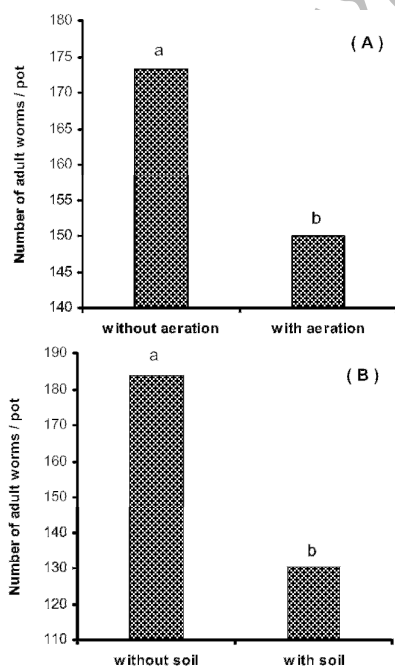 180
a
( A )
175
170
165
160
155
b
150
145
140
Number of adult worms / pot
without aeration with aeration
190
a
( B )
180
170
160
150
140
b
130
120
110
Number of adult worms / pot
without soil with soil